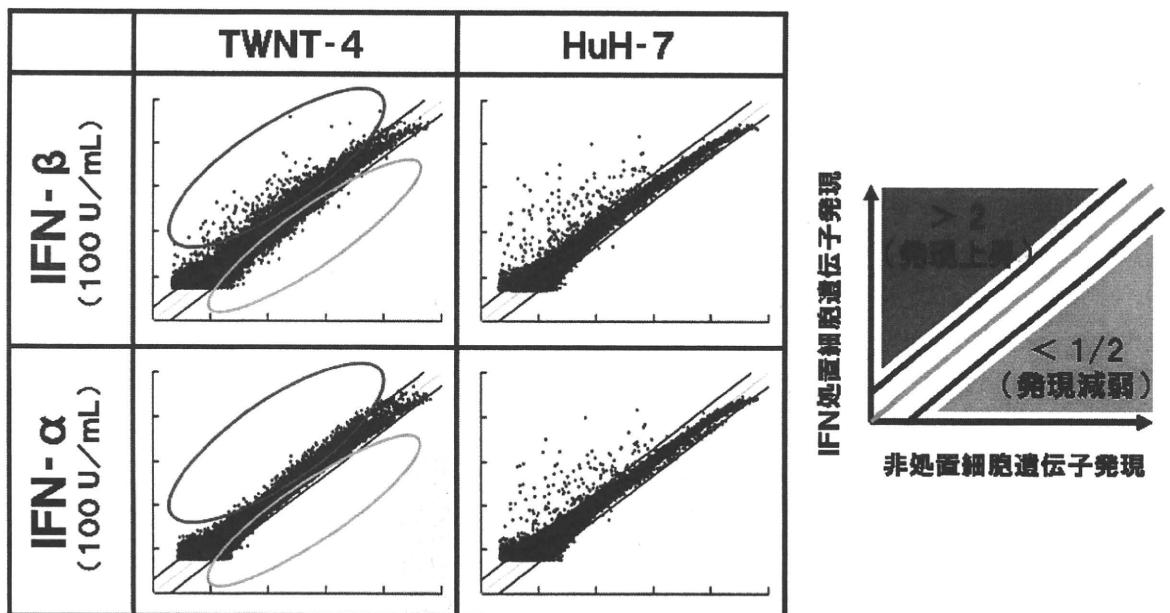 TWNT-4
HuH-7
IFN-β
(100 U/mL)
IFN-α
(100 U/mL)
IFN処置細胞遺伝子発現
> 2
(発現上昇)
< 1/2
(発現減弱)
非処置細胞遺伝子発現